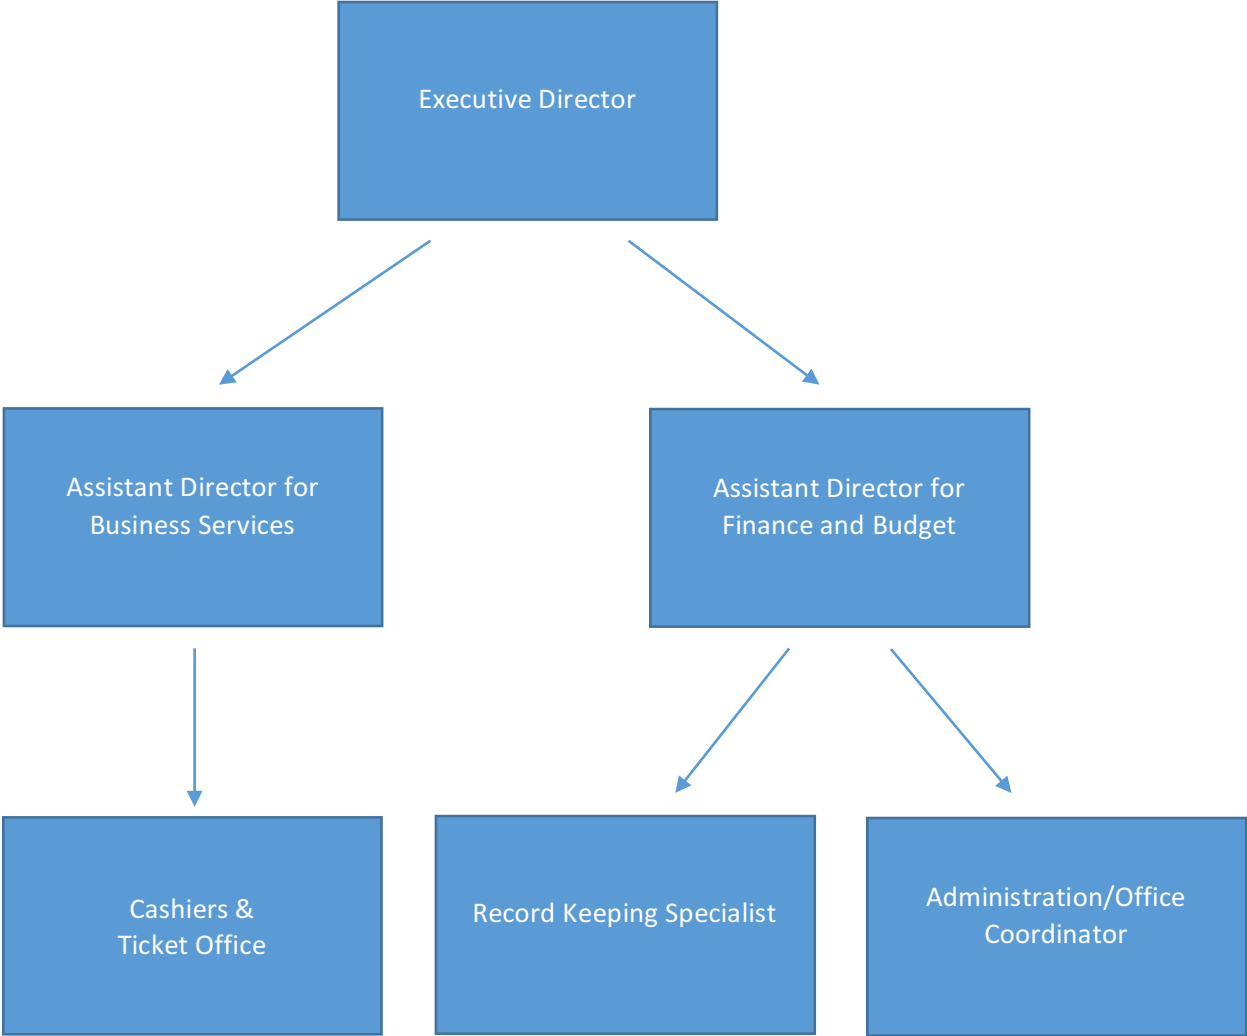 Executive Director
Assistant Director for
Business Services
Assistant Director for
Finance and Budget
Cashiers &
Ticket Office
Record Keeping Specialist
Administration/Office
Coordinator